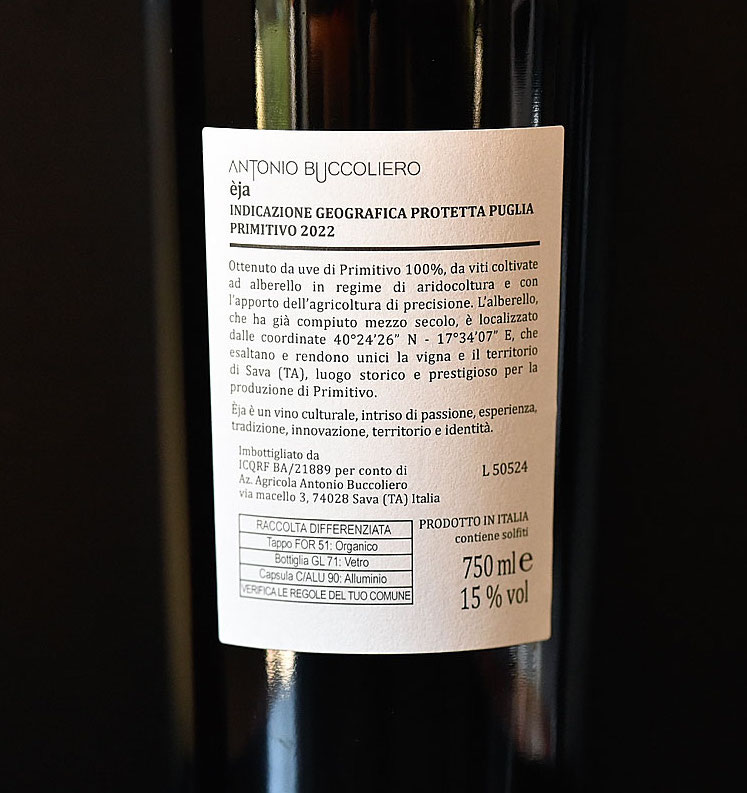 ANTONIO BUCCOLIERO
èja
INDICAZIONE GEOGRAFICA PROTETTA PUGLIA
PRIMITIVO 2022
Ottenuto da uve di Primitivo 100%, da viti coltivate
ad alberello in regime di aridocoltura e con
l'apporto dell'agricoltura di precisione. L'alberello,
che ha già compiuto mezzo secolo, è localizzato
dalle coordinate 40°24'26" N - 17°34'07" E, che
esaltano e rendono unici la vigna e il territorio
di Sava (TA), luogo storico e prestigioso per la
produzione di Primitivo.
Èja è un vino culturale, intriso di passione, esperienza,
tradizione, innovazione, territorio e identità.
Imbottigliato da
ICQRF BA/21889 per conto di
Az. Agricola Antonio Buccoliero
via macello 3, 74028 Sava (TA) Italia
L 50524
RACCOLTA DIFFERENZIATA
Tappo FOR 51: Organico
Bottiglia GL 71: Vetro
Capsula C/ALU 90: Alluminio
VERIFICA LE REGOLE DEL TUO COMUNE
PRODOTTO IN ITALIA
contiene solfiti
750 ml e
15 % vol